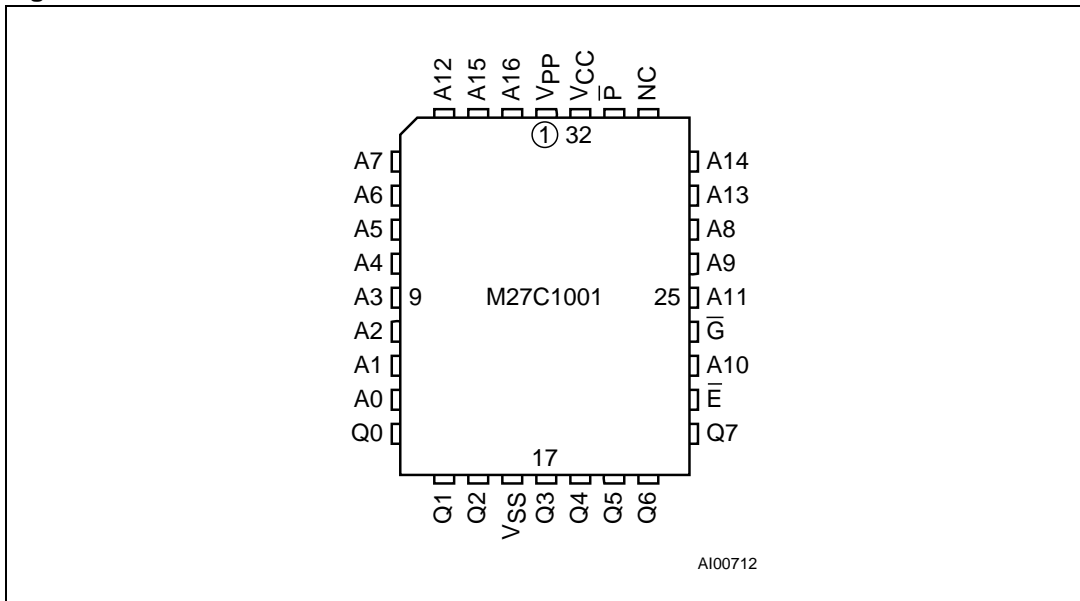 A12 A15 A16 VPP VCC P̅ NC
1 32
A7 A14
A6 A13
A5 A8
A4 A9
A3 9 M27C1001 25 A11
A2 G̅
A1 A10
A0 E̅
Q0 Q7
17
Q1 Q2 VSS Q3 Q4 Q5 Q6
AI00712